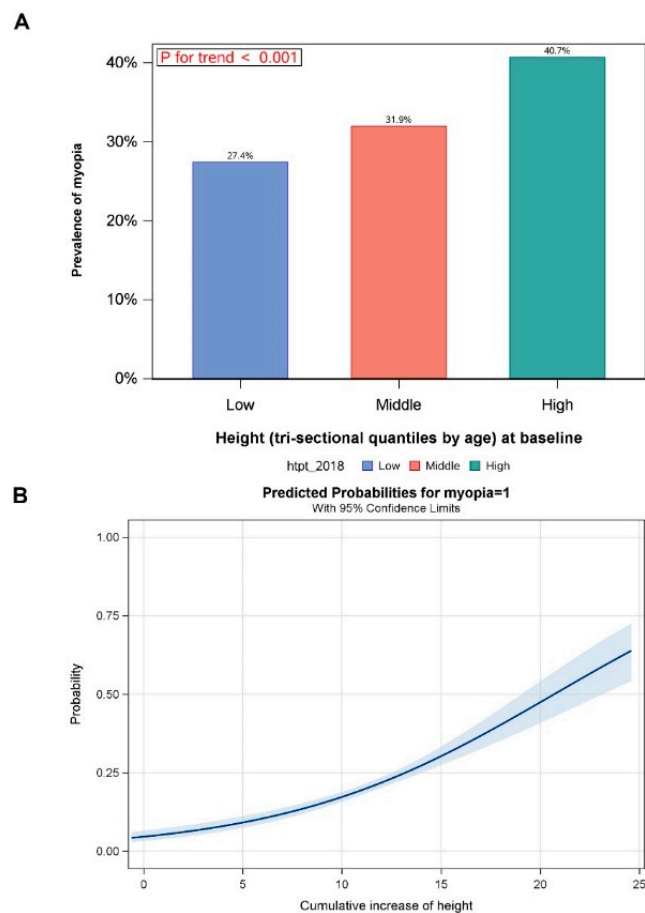 A
P for trend < 0.001
40.7%
31.9%
27.4%
40%
30%
20%
10%
0%
Prevalence of myopia
Low Middle High
Height (tri-sectional quantiles by age) at baseline
htpt_2018 Low Middle High
B
Predicted Probabilities for myopia=1
With 95% Confidence Limits
1.00
0.75
0.50
0.25
0.00
Probability
0 5 10 15 20 25
Cumulative increase of height